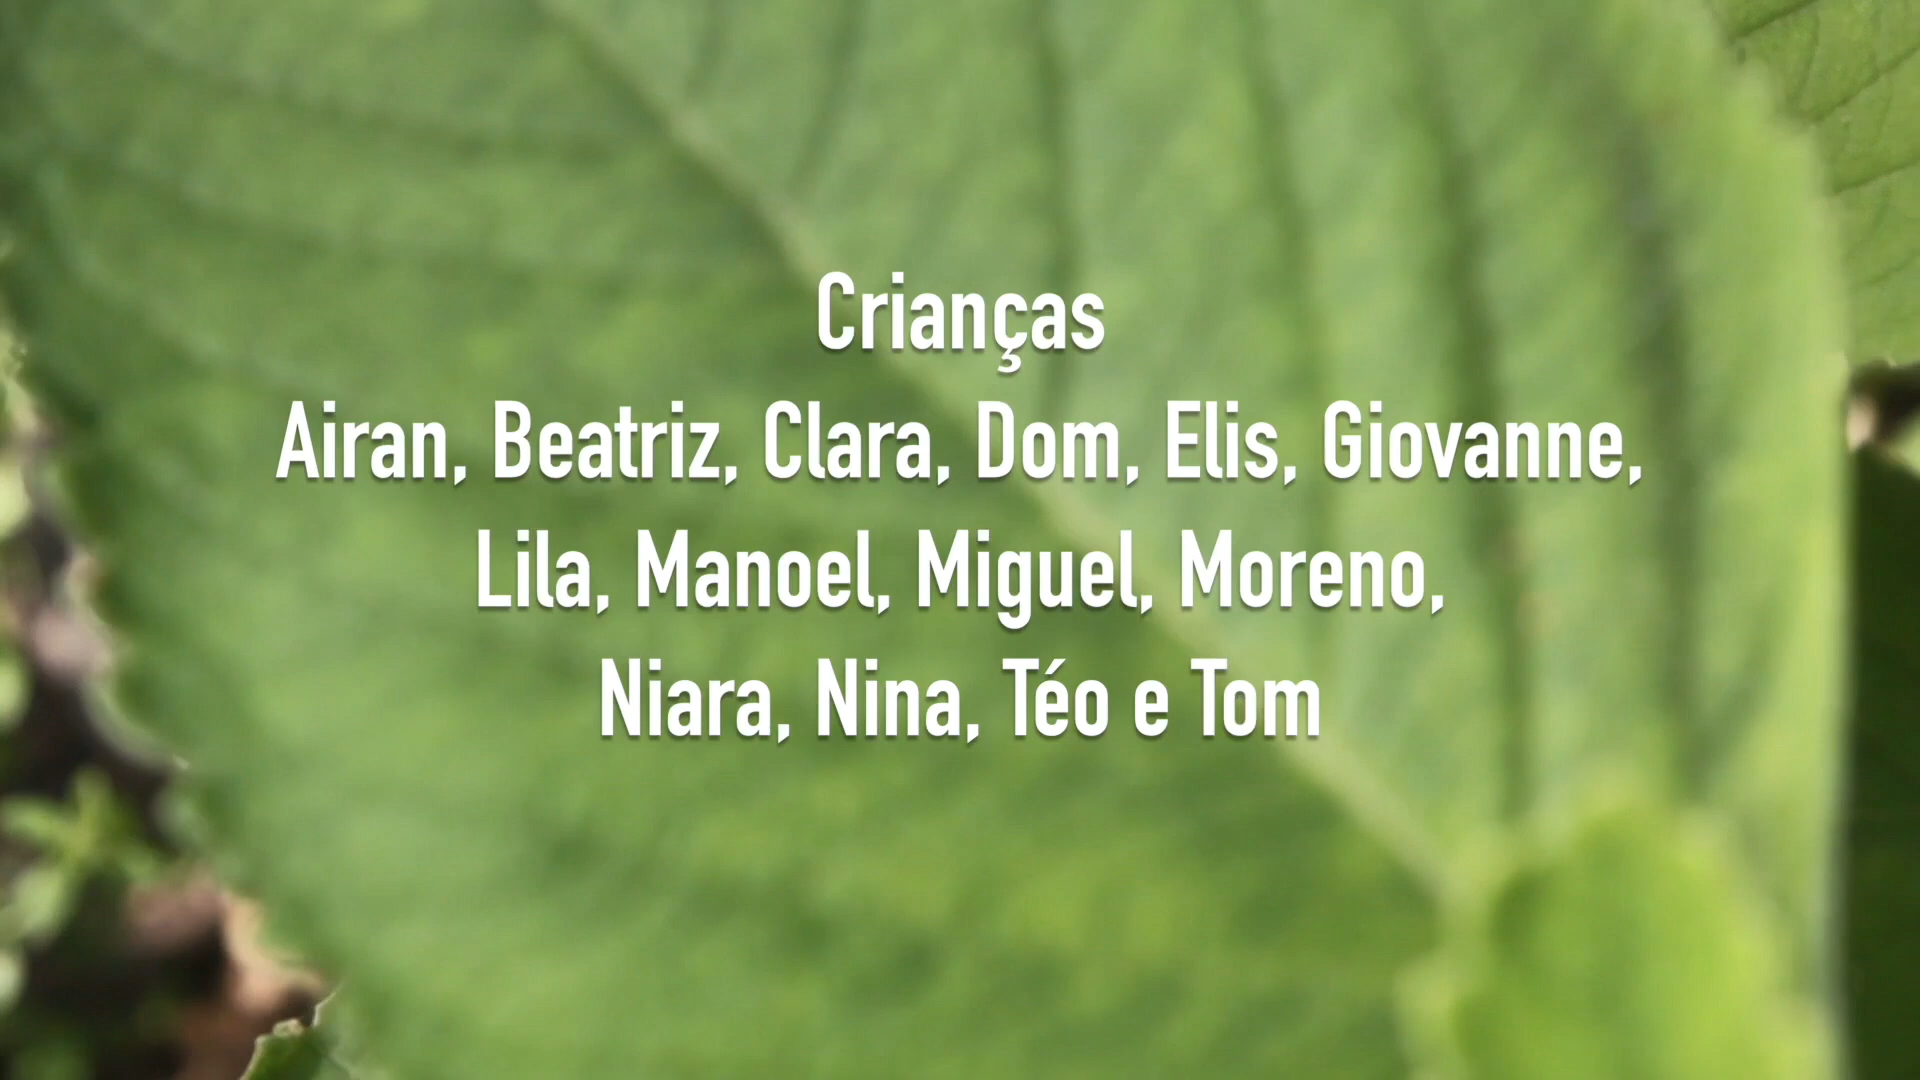 Crianças
Airan, Beatriz, Clara, Dom, Elis, Giovanne,
Lila, Manoel, Miguel, Moreno,
Niara, Nina, Téo e Tom